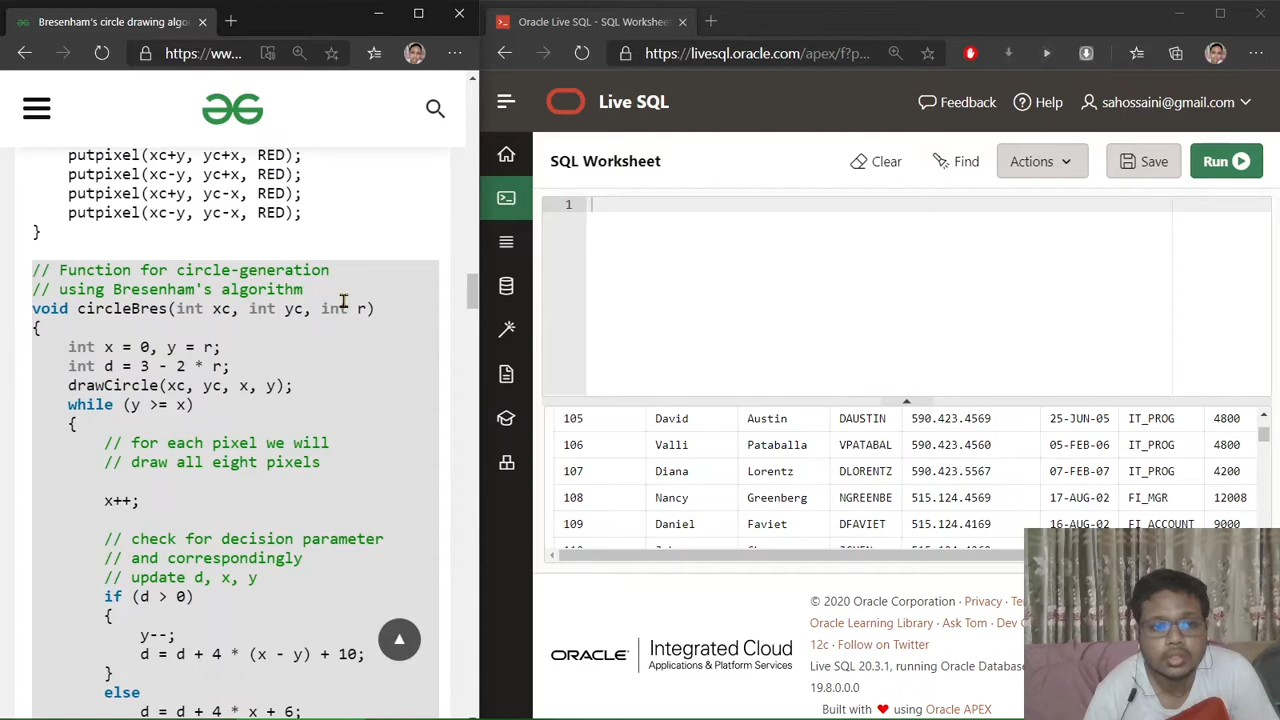 Bresenham's circle drawing algo
https://ww...
putpixel(xc+y, yc+x, RED);
putpixel(xc-y, yc+x, RED);
putpixel(xc+y, yc-x, RED);
putpixel(xc-y, yc-x, RED);
}
// Function for circle-generation
// using Bresenham's algorithm
void circleBres(int xc, int yc, int r)
{
int x = 0, y = r;
int d = 3 - 2 * r;
drawCircle(xc, yc, x, y);
while (y >= x)
{
// for each pixel we will
// draw all eight pixels
x++;
// check for decision parameter
// and correspondingly
// update d, x, y
if (d > 0)
{
y--;
d = d + 4 * (x - y) + 10;
}
else
d = d + 4 * x + 6;
Oracle Live SQL - SQL Worksheet
https://livesql.oracle.com/apex/f?p...
Live SQL
Feedback
Help
sahossaini@gmail.com
SQL Worksheet
Clear
Find
Actions
Save
Run
1
105 David Austin DAUSTIN 590.423.4569 25-JUN-05 IT_PROG 4800
106 Valli Pataballa VPATABAL 590.423.4560 05-FEB-06 IT_PROG 4800
107 Diana Lorentz DLORENTZ 590.423.5567 07-FEB-07 IT_PROG 4200
108 Nancy Greenberg NGREENBE 515.124.4569 17-AUG-02 FI_MGR 12008
109 Daniel Faviet DFAVIET 515.124.4169 16-AUG-02 FI_ACCOUNT 9000
ORACLE
Integrated Cloud
Applications & Platform Services
© 2020 Oracle Corporation · Privacy · Te
Oracle Learning Library · Ask Tom · Dev
12c · Follow on Twitter
Live SQL 20.3.1, running Oracle Database
19.8.0.0.0
Built with ❤ using Oracle APEX